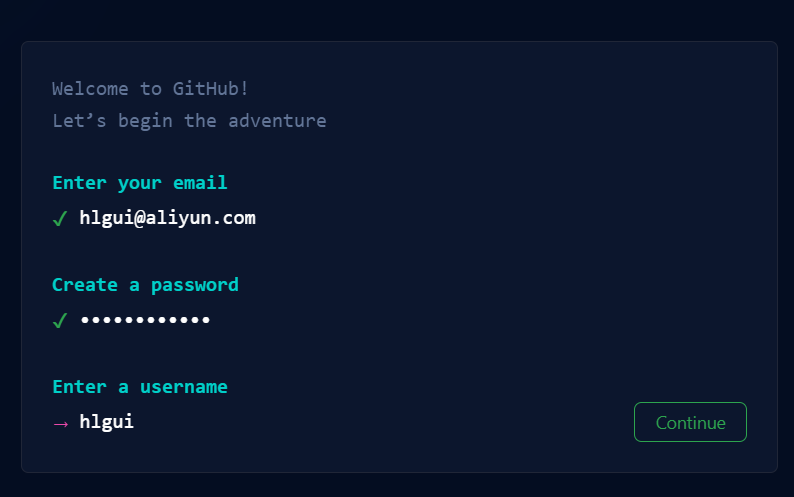 Welcome to GitHub!
Let’s begin the adventure
Enter your email
✓ hlgui@aliyun.com
Create a password
✓ ••••••••••••
Enter a username
→ hlgui
Continue